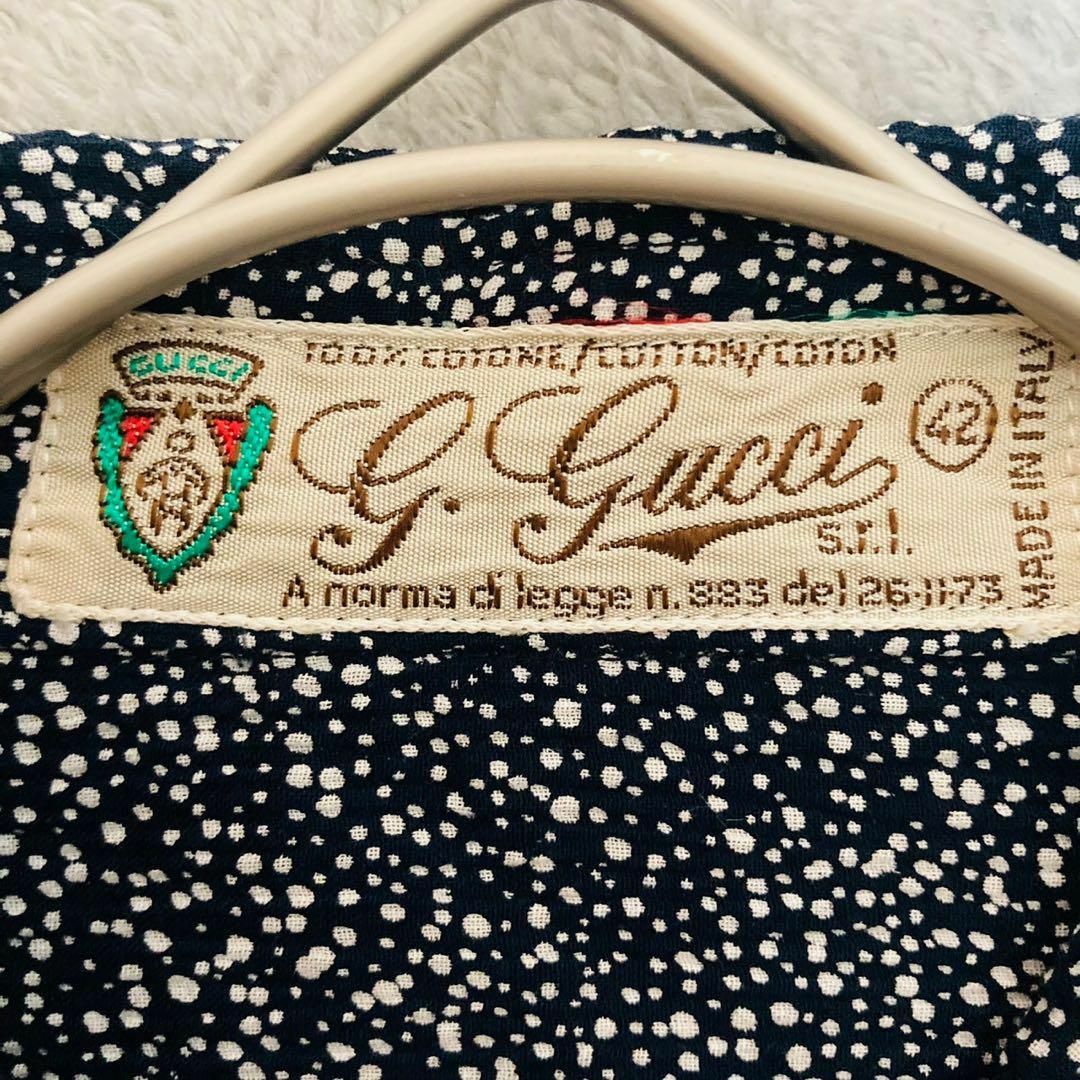 GUCCI
100% COTONE/COTTON/COTON
G. Gucci
s.r.l.
42
MADE IN ITALY
A norma di legge n. 883 del 26-11-73